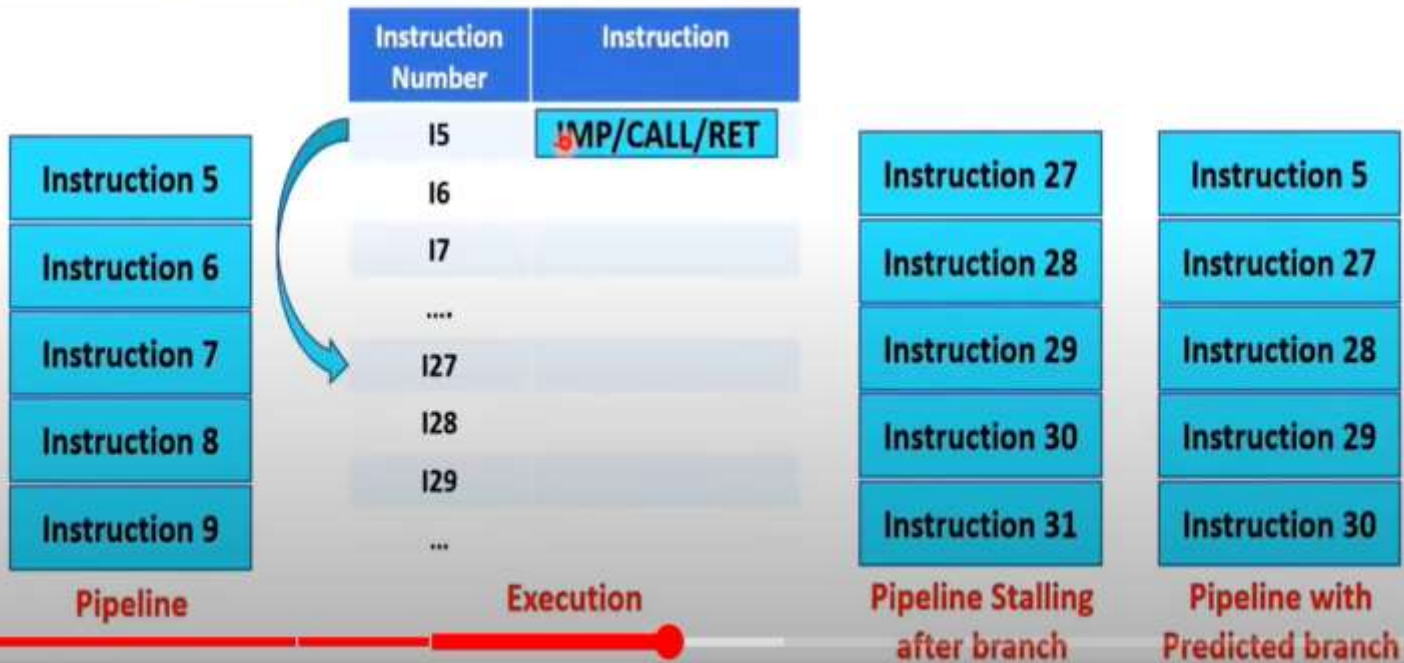 Instruction Number
Instruction
I5
JMP/CALL/RET
I6
I7
....
I27
I28
I29
...
Instruction 5
Instruction 6
Instruction 7
Instruction 8
Instruction 9
Pipeline
Execution
Instruction 27
Instruction 28
Instruction 29
Instruction 30
Instruction 31
Pipeline Stalling
after branch
Instruction 5
Instruction 27
Instruction 28
Instruction 29
Instruction 30
Pipeline with
Predicted branch